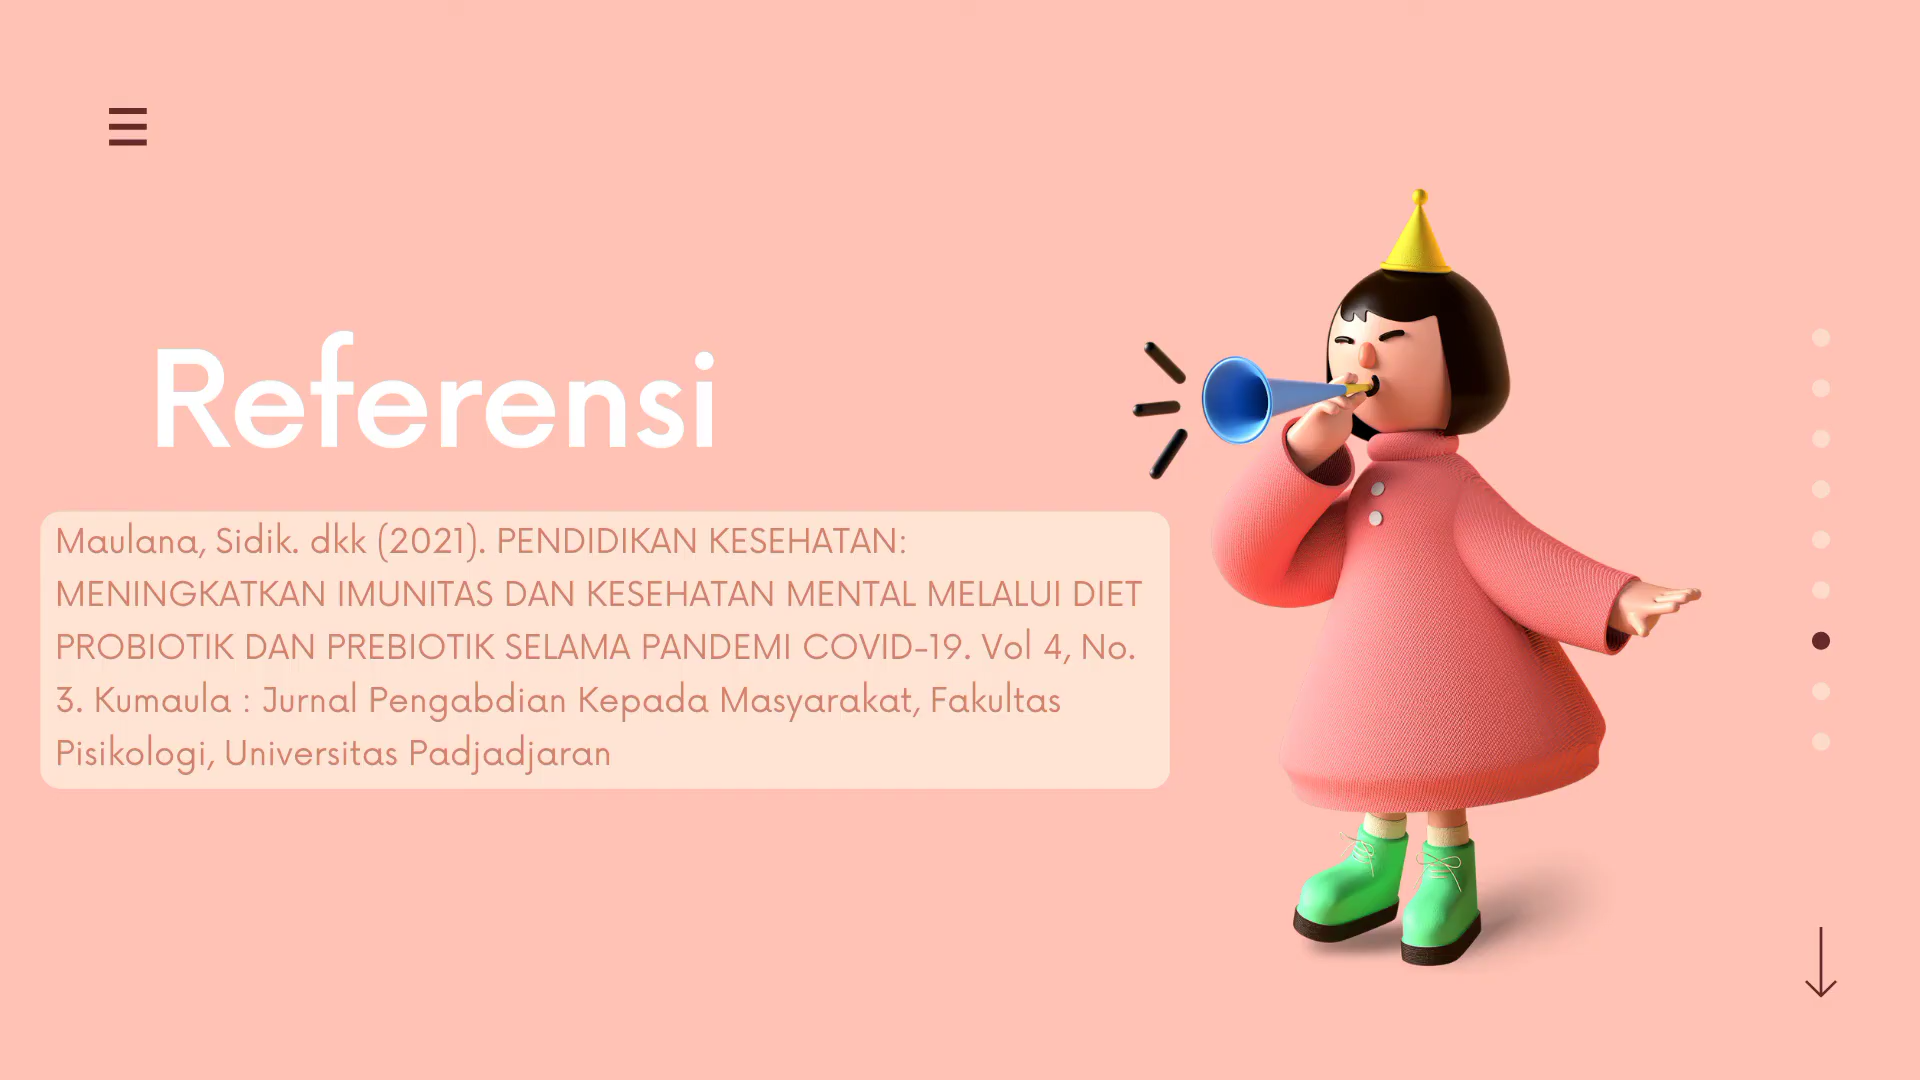 Referensi
Maulana, Sidik. dkk (2021). PENDIDIKAN KESEHATAN:
MENINGKATKAN IMUNITAS DAN KESEHATAN MENTAL MELALUI DIET
PROBIOTIK DAN PREBIOTIK SELAMA PANDEMI COVID-19. Vol 4, No.
3. Kumaula : Jurnal Pengabdian Kepada Masyarakat, Fakultas
Pisikologi, Universitas Padjadjaran